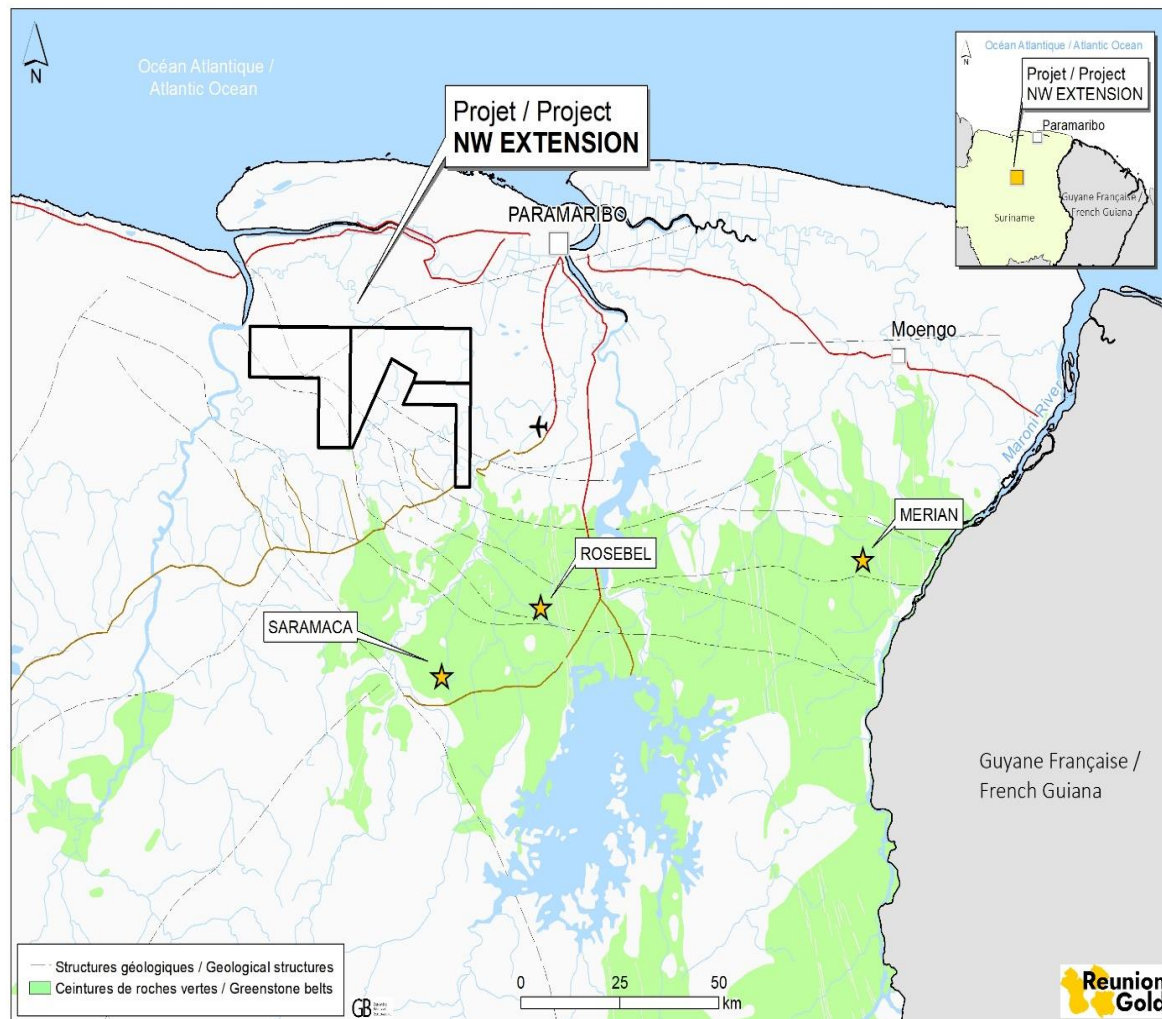 N
Océan Atlantique /
Atlantic Ocean
Projet / Project
NW EXTENSION
PARAMARIBO
Moengo
Maroni River
MERIAN
ROSEBEL
SARAMACA
Guyane Française /
French Guiana
Océan Atlantique / Atlantic Ocean
N
Projet / Project
NW EXTENSION
Paramaribo
Suriname
Guyane Française /
French Guiana
Structures géologiques / Geological structures
Ceintures de roches vertes / Greenstone belts
GB
0 25 50
km
Reunion
Gold